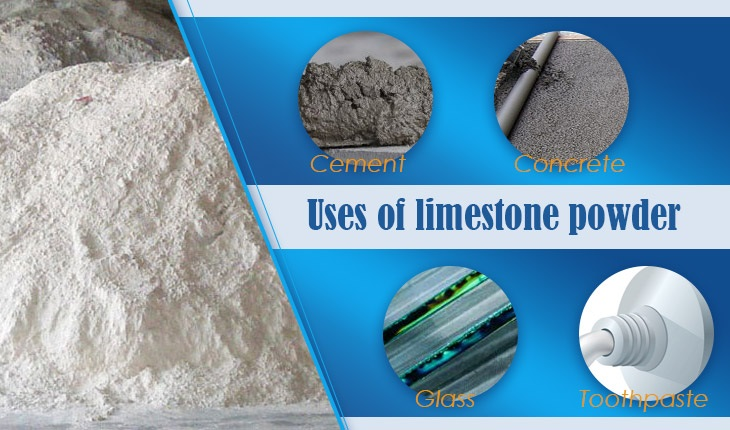 Cement
Concrete
Uses of limestone powder
Glass
Toothpaste